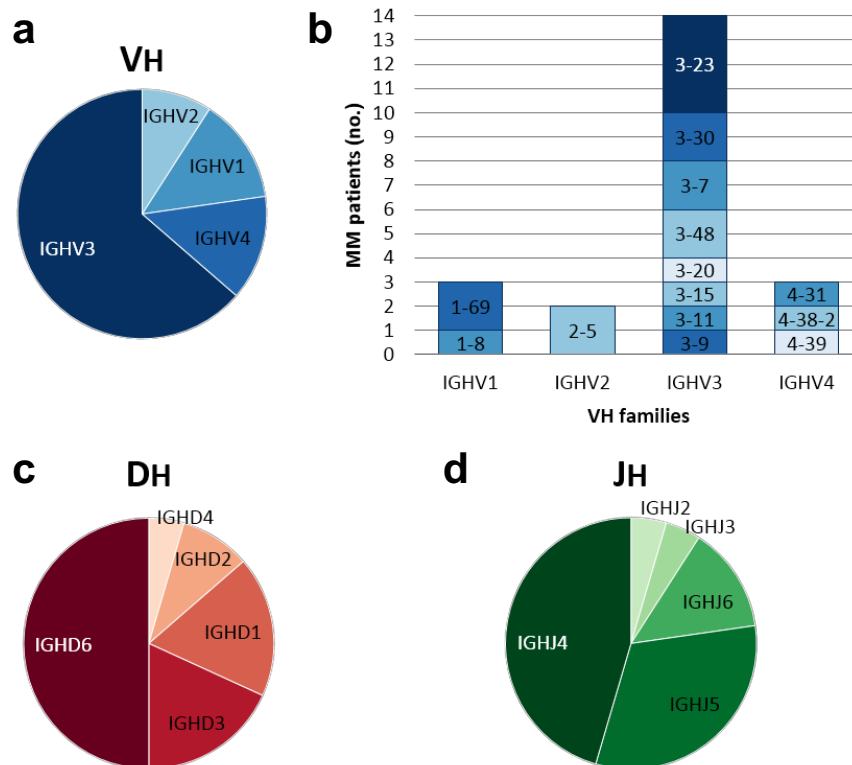 a
VH
IGHV2
IGHV1
IGHV4
IGHV3
b
MM patients (no.)
14
13
12
11
10
9
8
7
6
5
4
3
2
1
0
1-69
1-8
2-5
3-23
3-30
3-7
3-48
3-20
3-15
3-11
3-9
4-31
4-38-2
4-39
IGHV1 IGHV2 IGHV3 IGHV4
VH families
c
DH
IGHD4
IGHD2
IGHD1
IGHD3
IGHD6
d
JH
IGHJ2
IGHJ3
IGHJ6
IGHJ5
IGHJ4